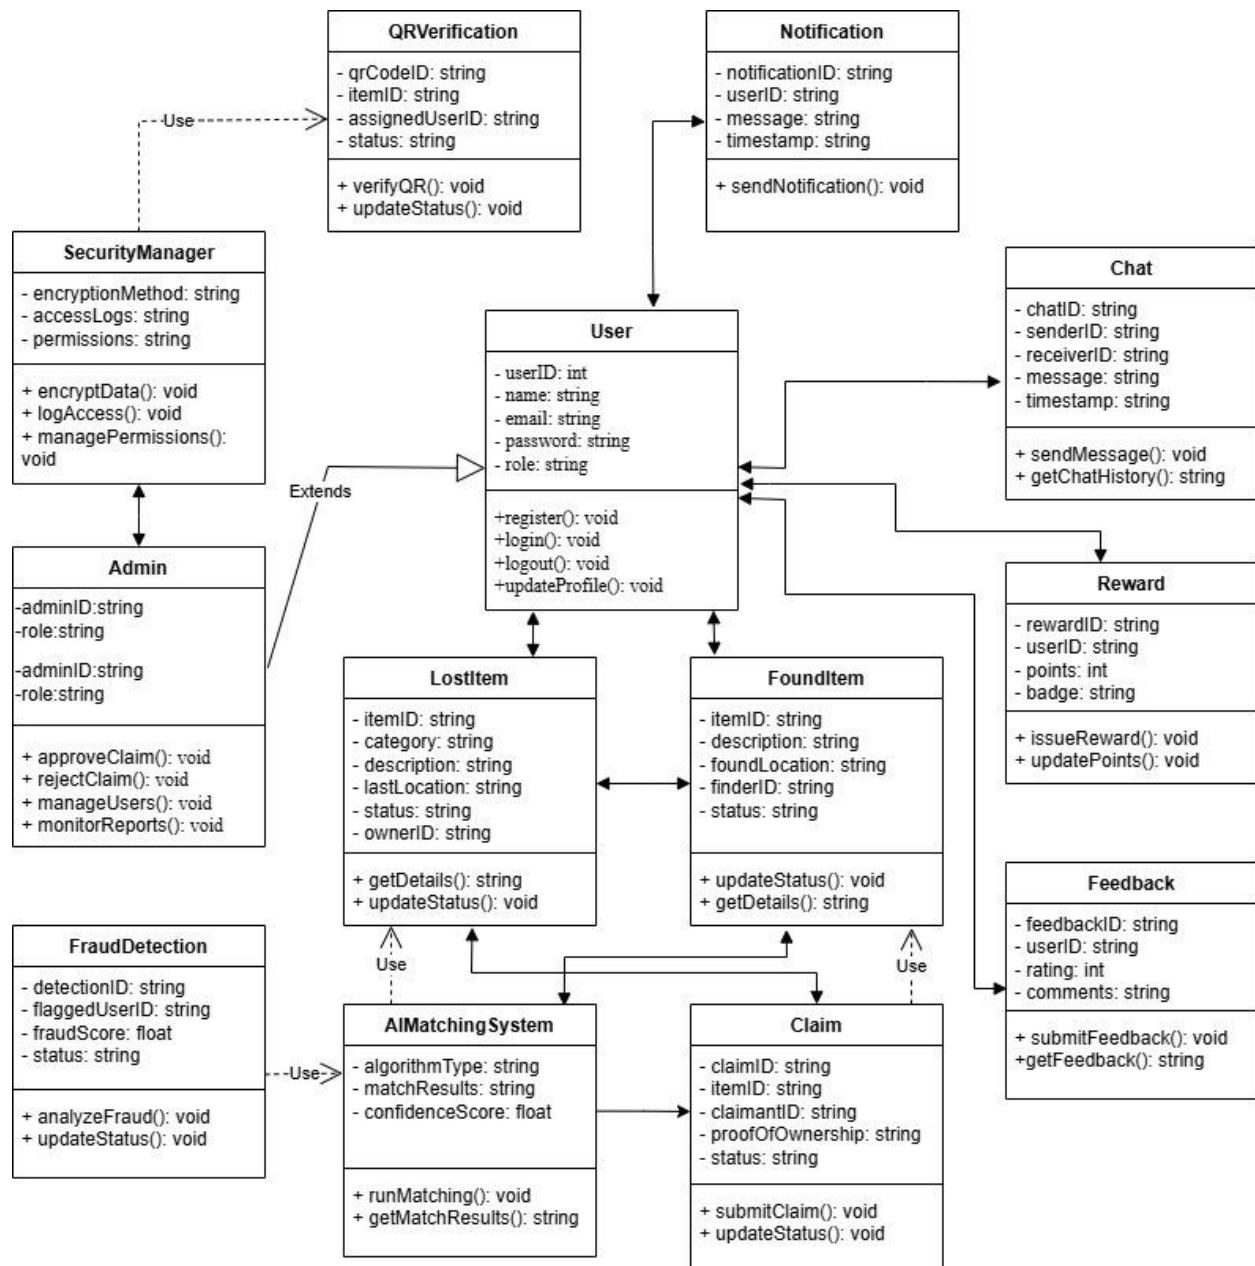 QRVerification
- qrCodeID: string
- itemID: string
- assignedUserID: string
- status: string
+ verifyQR(): void
+ updateStatus(): void
Notification
- notificationID: string
- userID: string
- message: string
- timestamp: string
+ sendNotification(): void
Use
SecurityManager
- encryptionMethod: string
- accessLogs: string
- permissions: string
+ encryptData(): void
+ logAccess(): void
+ managePermissions():
void
Chat
- chatID: string
- senderID: string
- receiverID: string
- message: string
- timestamp: string
+ sendMessage(): void
+ getChatHistory(): string
User
- userID: int
- name: string
- email: string
- password: string
- role: string
+register(): void
+login(): void
+logout(): void
+updateProfile(): void
Extends
Admin
-adminID:string
-role:string
-adminID:string
-role:string
+ approveClaim(): void
+ rejectClaim(): void
+ manageUsers(): void
+ monitorReports(): void
Reward
- rewardID: string
- userID: string
- points: int
- badge: string
+ issueReward(): void
+ updatePoints(): void
LostItem
- itemID: string
- category: string
- description: string
- lastLocation: string
- status: string
- ownerID: string
+ getDetails(): string
+ updateStatus(): void
FoundItem
- itemID: string
- description: string
- foundLocation: string
- finderID: string
- status: string
+ updateStatus(): void
+ getDetails(): string
Feedback
- feedbackID: string
- userID: string
- rating: int
- comments: string
+ submitFeedback(): void
+getFeedback(): string
FraudDetection
- detectionID: string
- flaggedUserID: string
- fraudScore: float
- status: string
+ analyzeFraud(): void
+ updateStatus(): void
Use
Use
Use
AIMatchingSystem
- algorithmType: string
- matchResults: string
- confidenceScore: float
+ runMatching(): void
+ getMatchResults(): string
Claim
- claimID: string
- itemID: string
- claimantID: string
- proofOfOwnership: string
- status: string
+ submitClaim(): void
+ updateStatus(): void